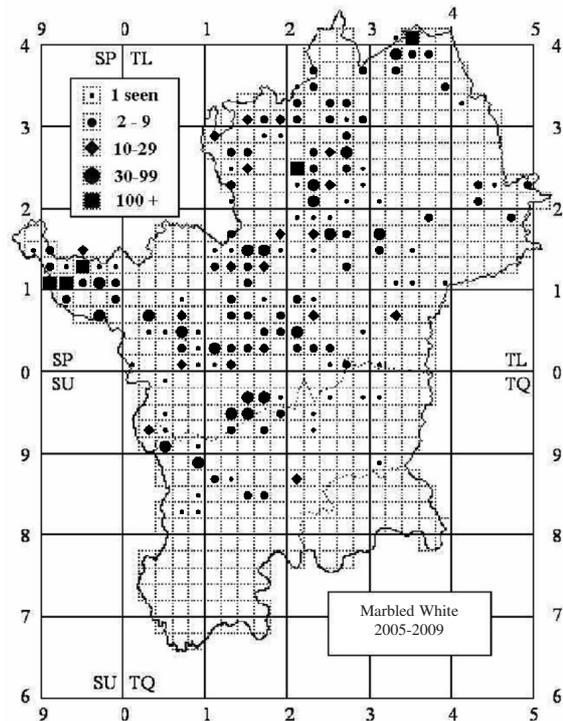 9 0 1 2 3 4 5
4 4
SP TL
1 seen
2 - 9
10-29
30-99
100 +
3 3
2 2
1 1
SP TL
0 0
SU TQ
9 9
8 8
7 7
Marbled White
2005-2009
SU TQ
6 6
9 0 1 2 3 4 5